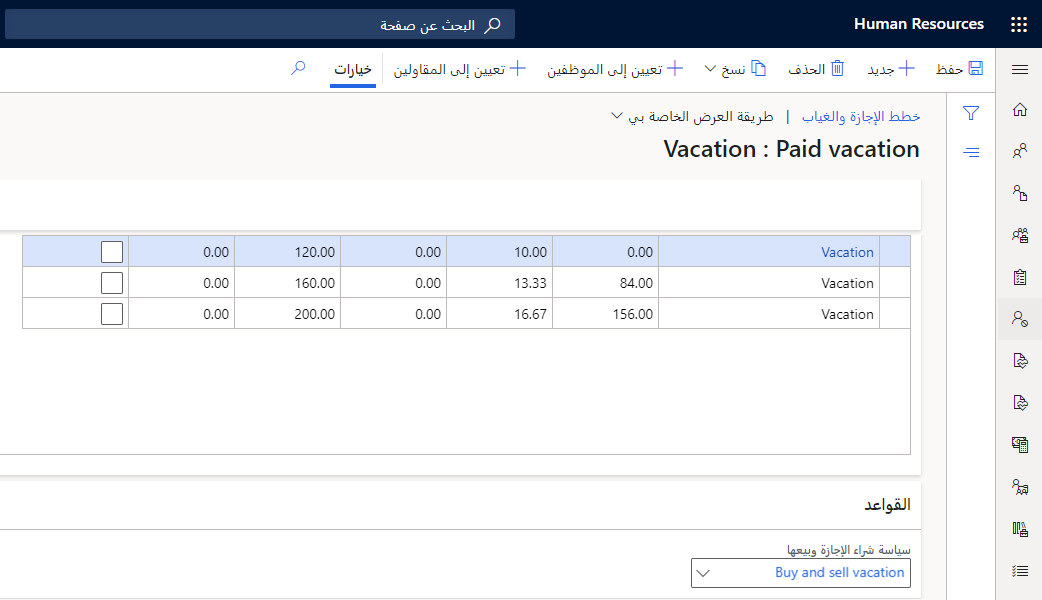 Human Resources
البحث عن صفحة
حفظ
جديد
الحذف
نسخ
تعيين إلى الموظفين
تعيين إلى المقاولين
خيارات
خطط الإجازة والغياب | طريقة العرض الخاصة بي
Vacation : Paid vacation
Vacation 0.00 10.00 0.00 120.00 0.00
Vacation 84.00 13.33 0.00 160.00 0.00
Vacation 156.00 16.67 0.00 200.00 0.00
القواعد
سياسة شراء الإجازة وبيعها
Buy and sell vacation